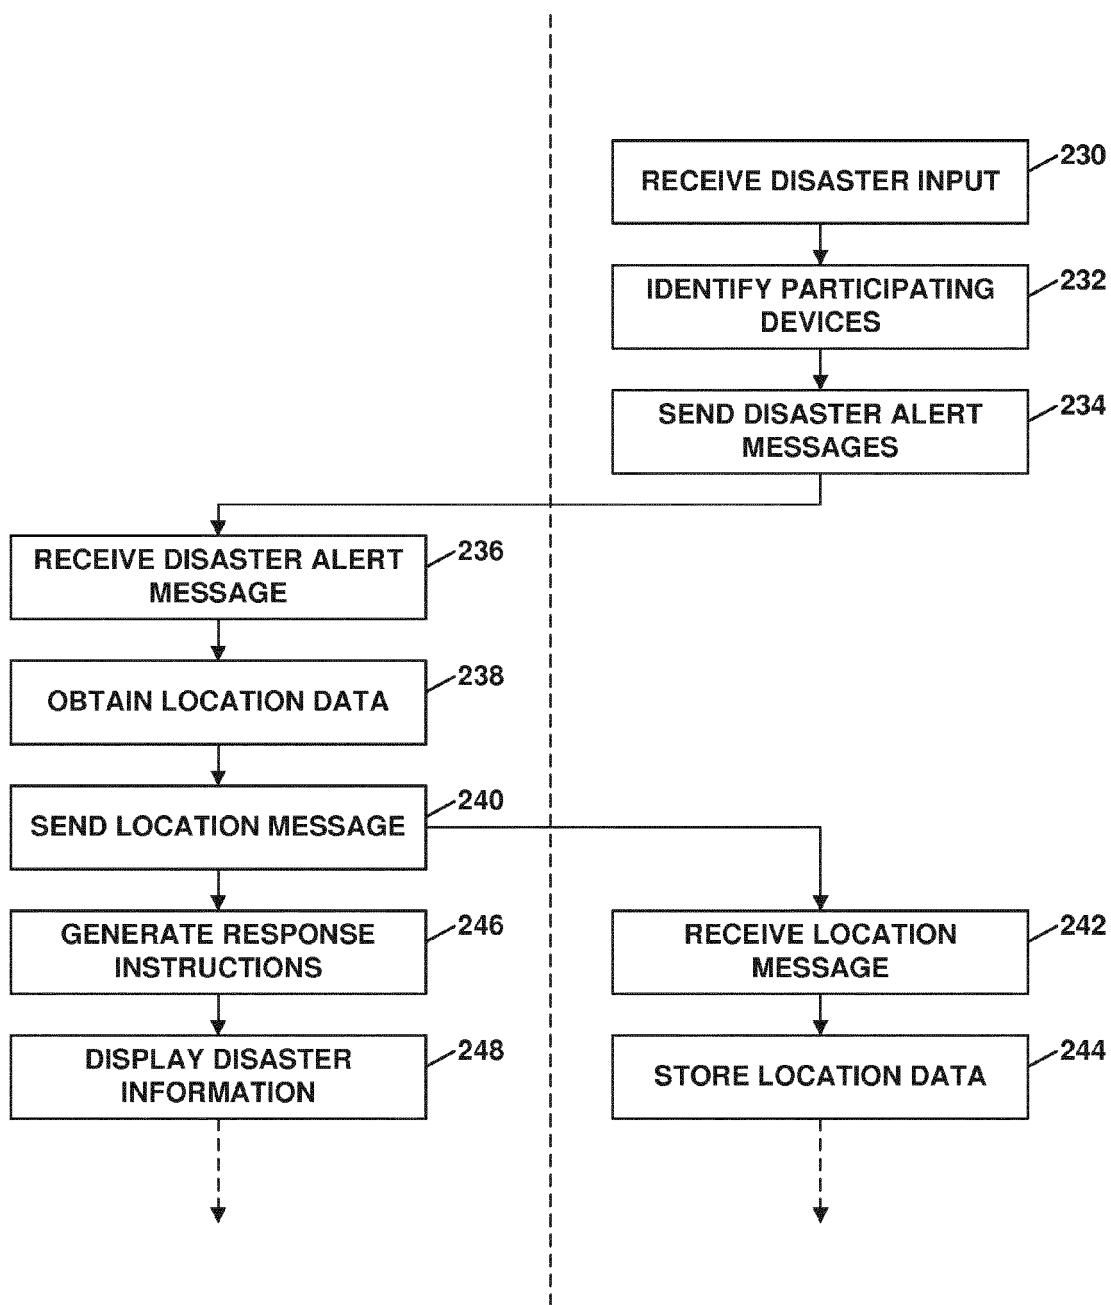 RECEIVE DISASTER INPUT
230
IDENTIFY PARTICIPATING
DEVICES
232
SEND DISASTER ALERT
MESSAGES
234
RECEIVE DISASTER ALERT
MESSAGE
236
OBTAIN LOCATION DATA
238
SEND LOCATION MESSAGE
240
GENERATE RESPONSE
INSTRUCTIONS
246
RECEIVE LOCATION
MESSAGE
242
DISPLAY DISASTER
INFORMATION
248
STORE LOCATION DATA
244